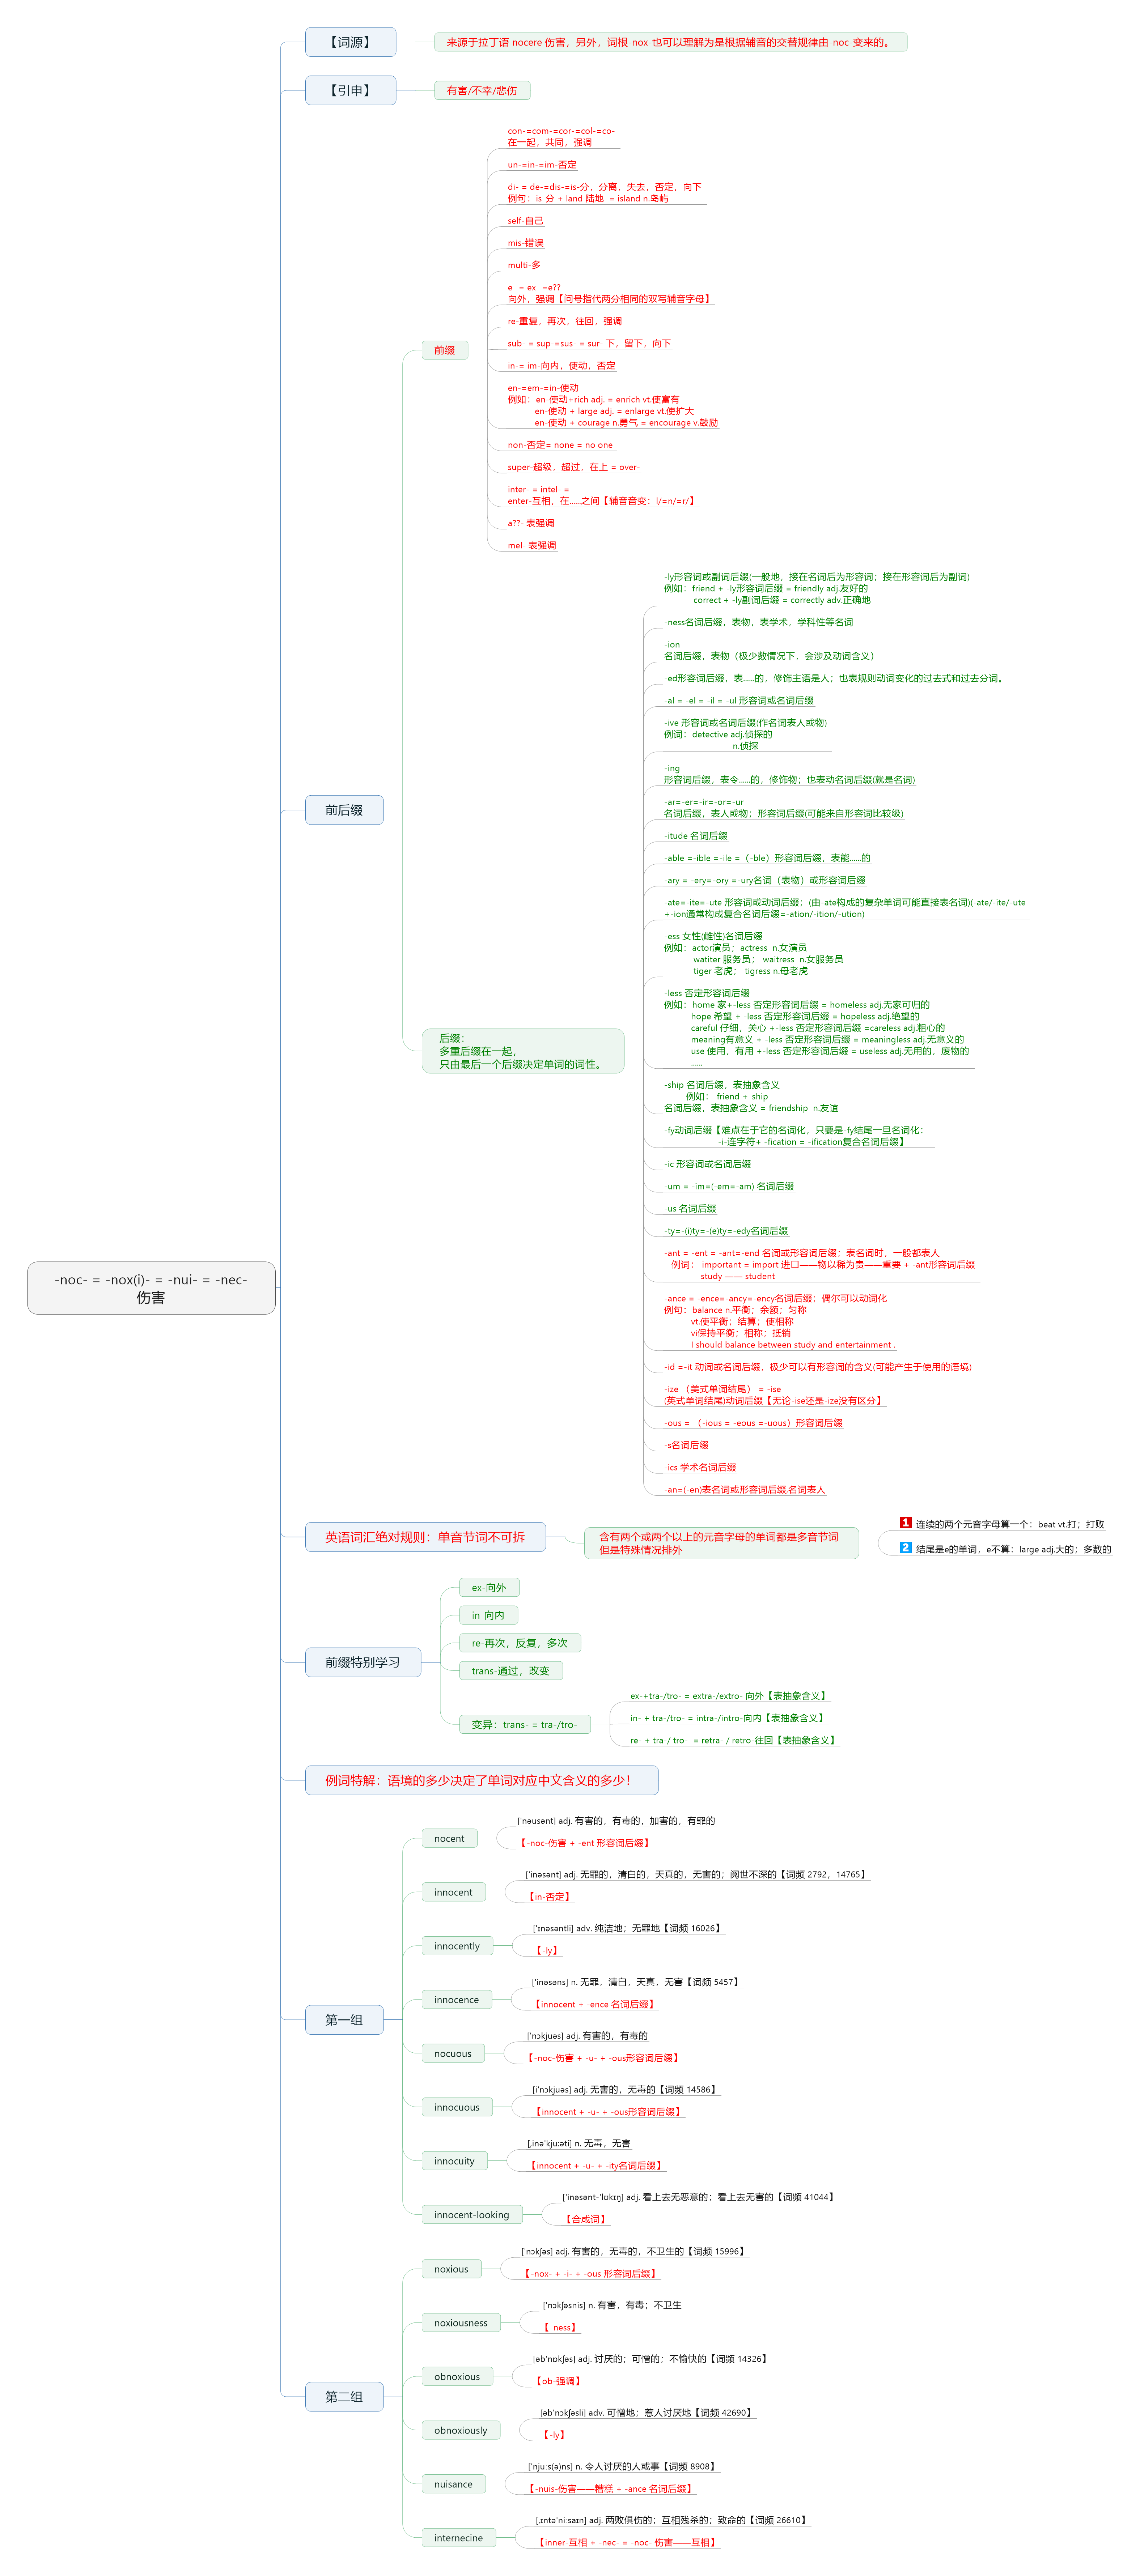 -noc- = -nox(i)- = -nui- = -nec-
伤害
【词源】
来源于拉丁语 nocere 伤害，另外，词根-nox-也可以理解为是根据辅音的交替规律由-noc-变来的。
【引申】
有害/不幸/悲伤
前后缀
前缀
con-=com-=cor-=col-=co-
在一起，共同，强调
un-=in-=im-否定
di- = de-=dis-=is-分，分离，失去，否定，向下
例句：is-分 + land 陆地 = island n.岛屿
self-自己
mis-错误
multi-多
e- = ex- =e??-
向外，强调【问号指代两分相同的双写辅音字母】
re-重复，再次，往回，强调
sub- = sup-=sus- = sur- 下，留下，向下
in-= im-向内，使动，否定
en-=em-=in-使动
例如：en-使动+rich adj. = enrich vt.使富有
en-使动 + large adj. = enlarge vt.使扩大
en-使动 + courage n.勇气 = encourage v.鼓励
non-否定= none = no one
super-超级，超过，在上 = over-
inter- = intel- =
enter-互相，在……之间【辅音音变：l/=n/=r/】
a??- 表强调
mel- 表强调
后缀：
多重后缀在一起，
只由最后一个后缀决定单词的词性。
-ly形容词或副词后缀(一般地，接在名词后为形容词；接在形容词后为副词)
例如：friend + -ly形容词后缀 = friendly adj.友好的
correct + -ly副词后缀 = correctly adv.正确地
-ness名词后缀，表物，表学术，学科性等名词
-ion
名词后缀，表物（极少数情况下，会涉及动词含义）
-ed形容词后缀，表……的，修饰主语是人；也表规则动词变化的过去式和过去分词。
-al = -el = -il = -ul 形容词或名词后缀
-ive 形容词或名词后缀(作名词表人或物)
例词：detective adj.侦探的
n.侦探
-ing
形容词后缀，表令……的，修饰物；也表动名词后缀(就是名词)
-ar=-er=-ir=-or=-ur
名词后缀，表人或物；形容词后缀(可能来自形容词比较级)
-itude 名词后缀
-able =-ible =-ile =（-ble）形容词后缀，表能……的
-ary = -ery=-ory =-ury名词（表物）或形容词后缀
-ate=-ite=-ute 形容词或动词后缀；(由-ate构成的复杂单词可能直接表名词)(-ate/-ite/-ute
+-ion通常构成复合名词后缀=-ation/-ition/-ution)
-ess 女性(雌性)名词后缀
例如：actor演员；actress n.女演员
watiter 服务员； waitress n.女服务员
tiger 老虎； tigress n.母老虎
-less 否定形容词后缀
例如：home 家+-less 否定形容词后缀 = homeless adj.无家可归的
hope 希望 + -less 否定形容词后缀 = hopeless adj.绝望的
careful 仔细，关心 +-less 否定形容词后缀 =careless adj.粗心的
meaning有意义 + -less 否定形容词后缀 = meaningless adj.无意义的
use 使用，有用 +-less 否定形容词后缀 = useless adj.无用的，废物的
……
-ship 名词后缀，表抽象含义
例如： friend +-ship
名词后缀，表抽象含义 = friendship n.友谊
-fy动词后缀【难点在于它的名词化，只要是-fy结尾一旦名词化：
-i-连字符+ -fication = -ification复合名词后缀】
-ic 形容词或名词后缀
-um = -im=(-em=-am) 名词后缀
-us 名词后缀
-ty=-(i)ty=-(e)ty=-edy名词后缀
-ant = -ent = -ant=-end 名词或形容词后缀；表名词时，一般都表人
例词： important = import 进口——物以稀为贵——重要 + -ant形容词后缀
study —— student
-ance = -ence=-ancy=-ency名词后缀；偶尔可以动词化
例句：balance n.平衡；余额；匀称
vt.使平衡；结算；使相称
vi保持平衡；相称；抵销
I should balance between study and entertainment .
-id =-it 动词或名词后缀，极少可以有形容词的含义(可能产生于使用的语境)
-ize （美式单词结尾） = -ise
(英式单词结尾)动词后缀【无论-ise还是-ize没有区分】
-ous = （-ious = -eous =-uous）形容词后缀
-s名词后缀
-ics 学术名词后缀
-an=(-en)表名词或形容词后缀,名词表人
英语词汇绝对规则：单音节词不可拆
含有两个或两个以上的元音字母的单词都是多音节词
但是特殊情况排外
1 连续的两个元音字母算一个：beat vt.打；打败
2 结尾是e的单词，e不算：large adj.大的；多数的
前缀特别学习
ex-向外
in-向内
re-再次，反复，多次
trans-通过，改变
变异：trans- = tra-/tro-
ex-+tra-/tro- = extra-/extro- 向外【表抽象含义】
in- + tra-/tro- = intra-/intro-向内【表抽象含义】
re- + tra-/ tro- = retra- / retro-往回【表抽象含义】
例词特解：语境的多少决定了单词对应中文含义的多少！
第一组
nocent
['nəusənt] adj. 有害的，有毒的，加害的，有罪的
【-noc-伤害 + -ent 形容词后缀】
innocent
['inəsənt] adj. 无罪的，清白的，天真的，无害的；阅世不深的【词频 2792，14765】
【in-否定】
innocently
['ɪnəsəntli] adv. 纯洁地；无罪地【词频 16026】
【-ly】
innocence
['inəsəns] n. 无罪，清白，天真，无害【词频 5457】
【innocent + -ence 名词后缀】
nocuous
['nɔkjuəs] adj. 有害的，有毒的
【-noc-伤害 + -u- + -ous形容词后缀】
innocuous
[i'nɔkjuəs] adj. 无害的，无毒的【词频 14586】
【innocent + -u- + -ous形容词后缀】
innocuity
[,inə'kju:əti] n. 无毒，无害
【innocent + -u- + -ity名词后缀】
innocent-looking
['inəsənt-'lʊkɪŋ] adj. 看上去无恶意的；看上去无害的【词频 41044】
【合成词】
第二组
noxious
['nɔkʃəs] adj. 有害的，无毒的，不卫生的【词频 15996】
【-nox- + -i- + -ous 形容词后缀】
noxiousness
['nɔkʃəsnis] n. 有害，有毒；不卫生
【-ness】
obnoxious
[əb'nɒkʃəs] adj. 讨厌的；可憎的；不愉快的【词频 14326】
【ob-强调】
obnoxiously
[əb'nɔkʃəsli] adv. 可憎地；惹人讨厌地【词频 42690】
【-ly】
nuisance
['nju:s(ə)ns] n. 令人讨厌的人或事【词频 8908】
【-nuis-伤害——糟糕 + -ance 名词后缀】
internecine
[,ɪntə'ni:saɪn] adj. 两败俱伤的；互相残杀的；致命的【词频 26610】
【inner-互相 + -nec- = -noc- 伤害——互相】